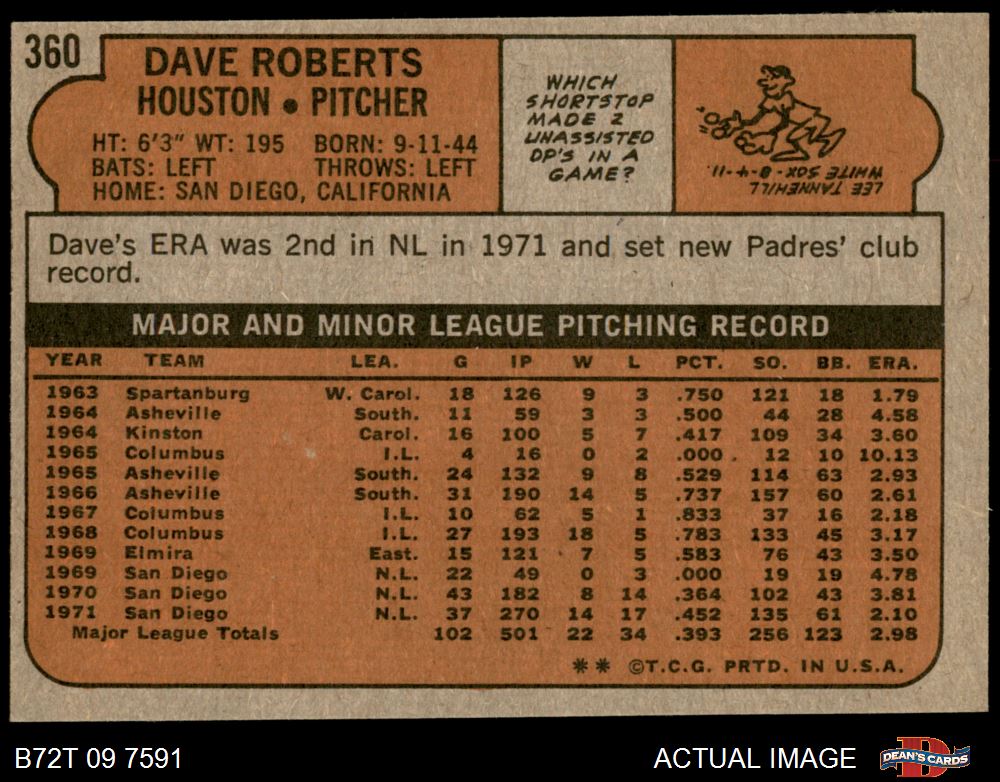 360
DAVE ROBERTS
HOUSTON • PITCHER
HT: 6'3" WT: 195 BORN: 9-11-44
BATS: LEFT THROWS: LEFT
HOME: SAN DIEGO, CALIFORNIA
WHICH
SHORTSTOP
MADE 2
UNASSISTED
DP'S IN A
GAME?
LEE TANNEHILL
WHITE SOX-8-4-11.
Dave's ERA was 2nd in NL in 1971 and set new Padres' club
record.
MAJOR AND MINOR LEAGUE PITCHING RECORD
YEAR TEAM LEA. G IP W L PCT. SO. BB. ERA.
1963 Spartanburg W. Carol. 18 126 9 3 .750 121 18 1.79
1964 Asheville South. 11 59 3 3 .500 44 28 4.58
1964 Kinston Carol. 16 100 5 7 .417 109 34 3.60
1965 Columbus I.L. 4 16 0 2 .000 12 10 10.13
1965 Asheville South. 24 132 9 8 .529 114 63 2.93
1966 Asheville South. 31 190 14 5 .737 157 60 2.61
1967 Columbus I.L. 10 62 5 1 .833 37 16 2.18
1968 Columbus I.L. 27 193 18 5 .783 133 45 3.17
1969 Elmira East. 15 121 7 5 .583 76 43 3.50
1969 San Diego N.L. 22 49 0 3 .000 19 19 4.78
1970 San Diego N.L. 43 182 8 14 .364 102 43 3.81
1971 San Diego N.L. 37 270 14 17 .452 135 61 2.10
Major League Totals 102 501 22 34 .393 256 123 2.98
** ©T.C.G. PRTD. IN U.S.A.
B72T 09 7591 ACTUAL IMAGE DEAN'S CARDS